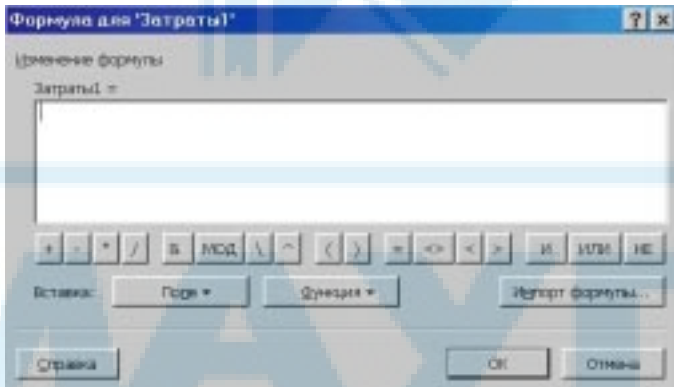 Формула для 'Затраты1'
Изменение формулы
Затраты1 =
+ - * / & МОД \ ^ ( ) = <> < > И ИЛИ НЕ
Вставка: Поле Функция Импорт формулы...
Справка ОК Отмена